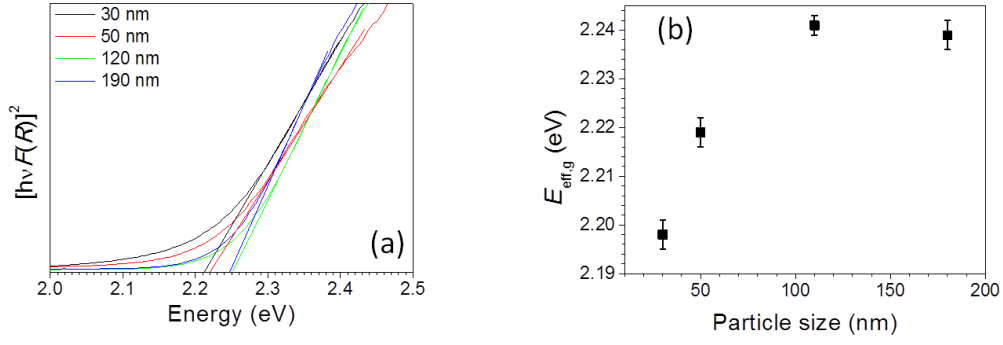 30 nm
50 nm
120 nm
190 nm
[hν F(R)]²
(a)
2.0 2.1 2.2 2.3 2.4 2.5
Energy (eV)
(b)
2.24
2.23
2.22
2.21
2.20
2.19
E_eff,g (eV)
50 100 150 200
Particle size (nm)